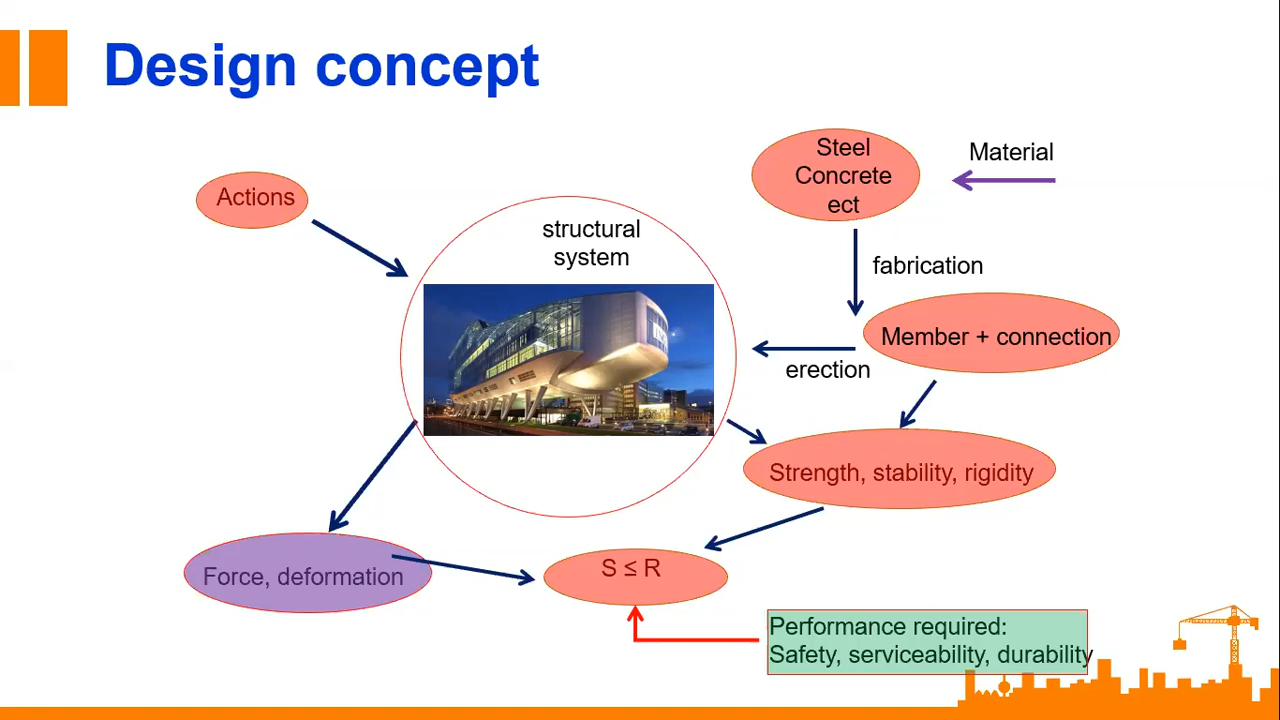 Design concept
Steel
Concrete
ect
Material
Actions
structural
system
fabrication
Member + connection
erection
Strength, stability, rigidity
Force, deformation
S ≤ R
Performance required:
Safety, serviceability, durability